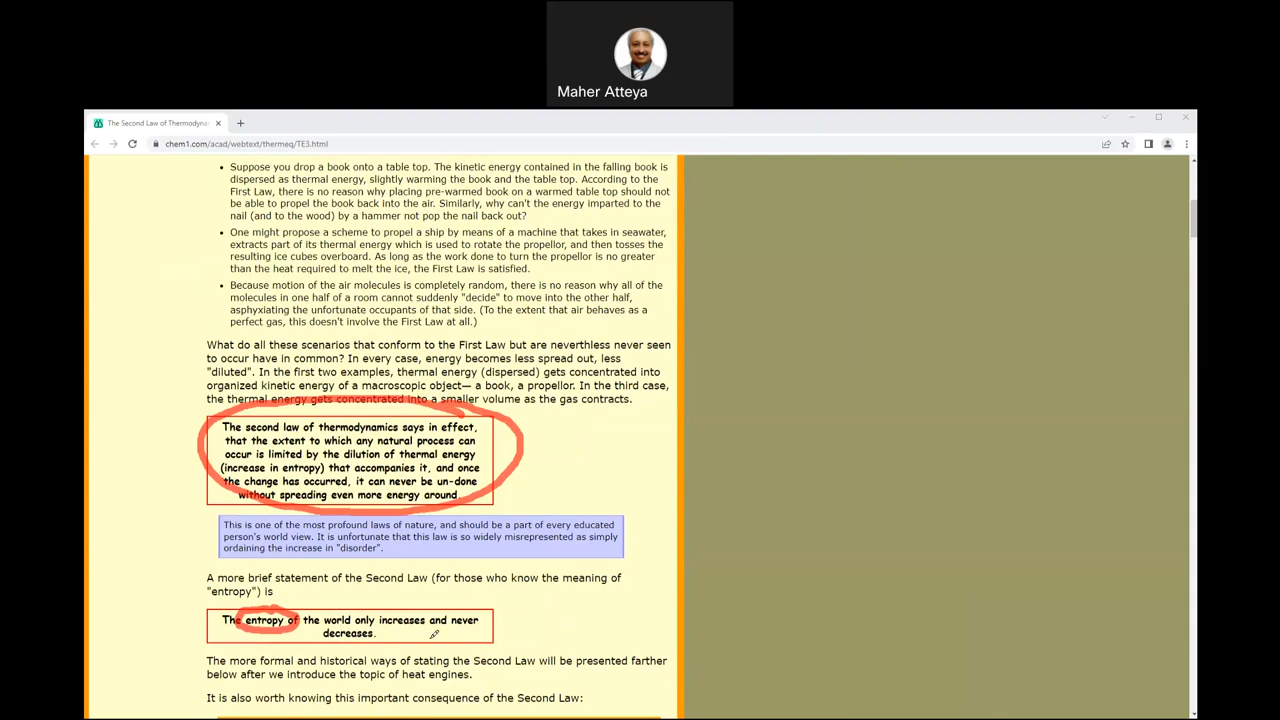 Maher Atteya
The Second Law of Thermodyna
chem1.com/acad/webtext/thermeq/TE3.html
• Suppose you drop a book onto a table top. The kinetic energy contained in the falling book is
dispersed as thermal energy, slightly warming the book and the table top. According to the
First Law, there is no reason why placing pre-warmed book on a warmed table top should not
be able to propel the book back into the air. Similarly, why can't the energy imparted to the
nail (and to the wood) by a hammer not pop the nail back out?
• One might propose a scheme to propel a ship by means of a machine that takes in seawater,
extracts part of its thermal energy which is used to rotate the propellor, and then tosses the
resulting ice cubes overboard. As long as the work done to turn the propellor is no greater
than the heat required to melt the ice, the First Law is satisfied.
• Because motion of the air molecules is completely random, there is no reason why all of the
molecules in one half of a room cannot suddenly "decide" to move into the other half,
asphyxiating the unfortunate occupants of that side. (To the extent that air behaves as a
perfect gas, this doesn't involve the First Law at all.)
What do all these scenarios that conform to the First Law but are neverthless never seen
to occur have in common? In every case, energy becomes less spread out, less
"diluted". In the first two examples, thermal energy (dispersed) gets concentrated into
organized kinetic energy of a macroscopic object— a book, a propellor. In the third case,
the thermal energy gets concentrated into a smaller volume as the gas contracts.
The second law of thermodynamics says in effect,
that the extent to which any natural process can
occur is limited by the dilution of thermal energy
(increase in entropy) that accompanies it, and once
the change has occurred, it can never be un-done
without spreading even more energy around.
This is one of the most profound laws of nature, and should be a part of every educated
person's world view. It is unfortunate that this law is so widely misrepresented as simply
ordaining the increase in "disorder".
A more brief statement of the Second Law (for those who know the meaning of
"entropy") is
The entropy of the world only increases and never
decreases.
The more formal and historical ways of stating the Second Law will be presented farther
below after we introduce the topic of heat engines.
It is also worth knowing this important consequence of the Second Law: